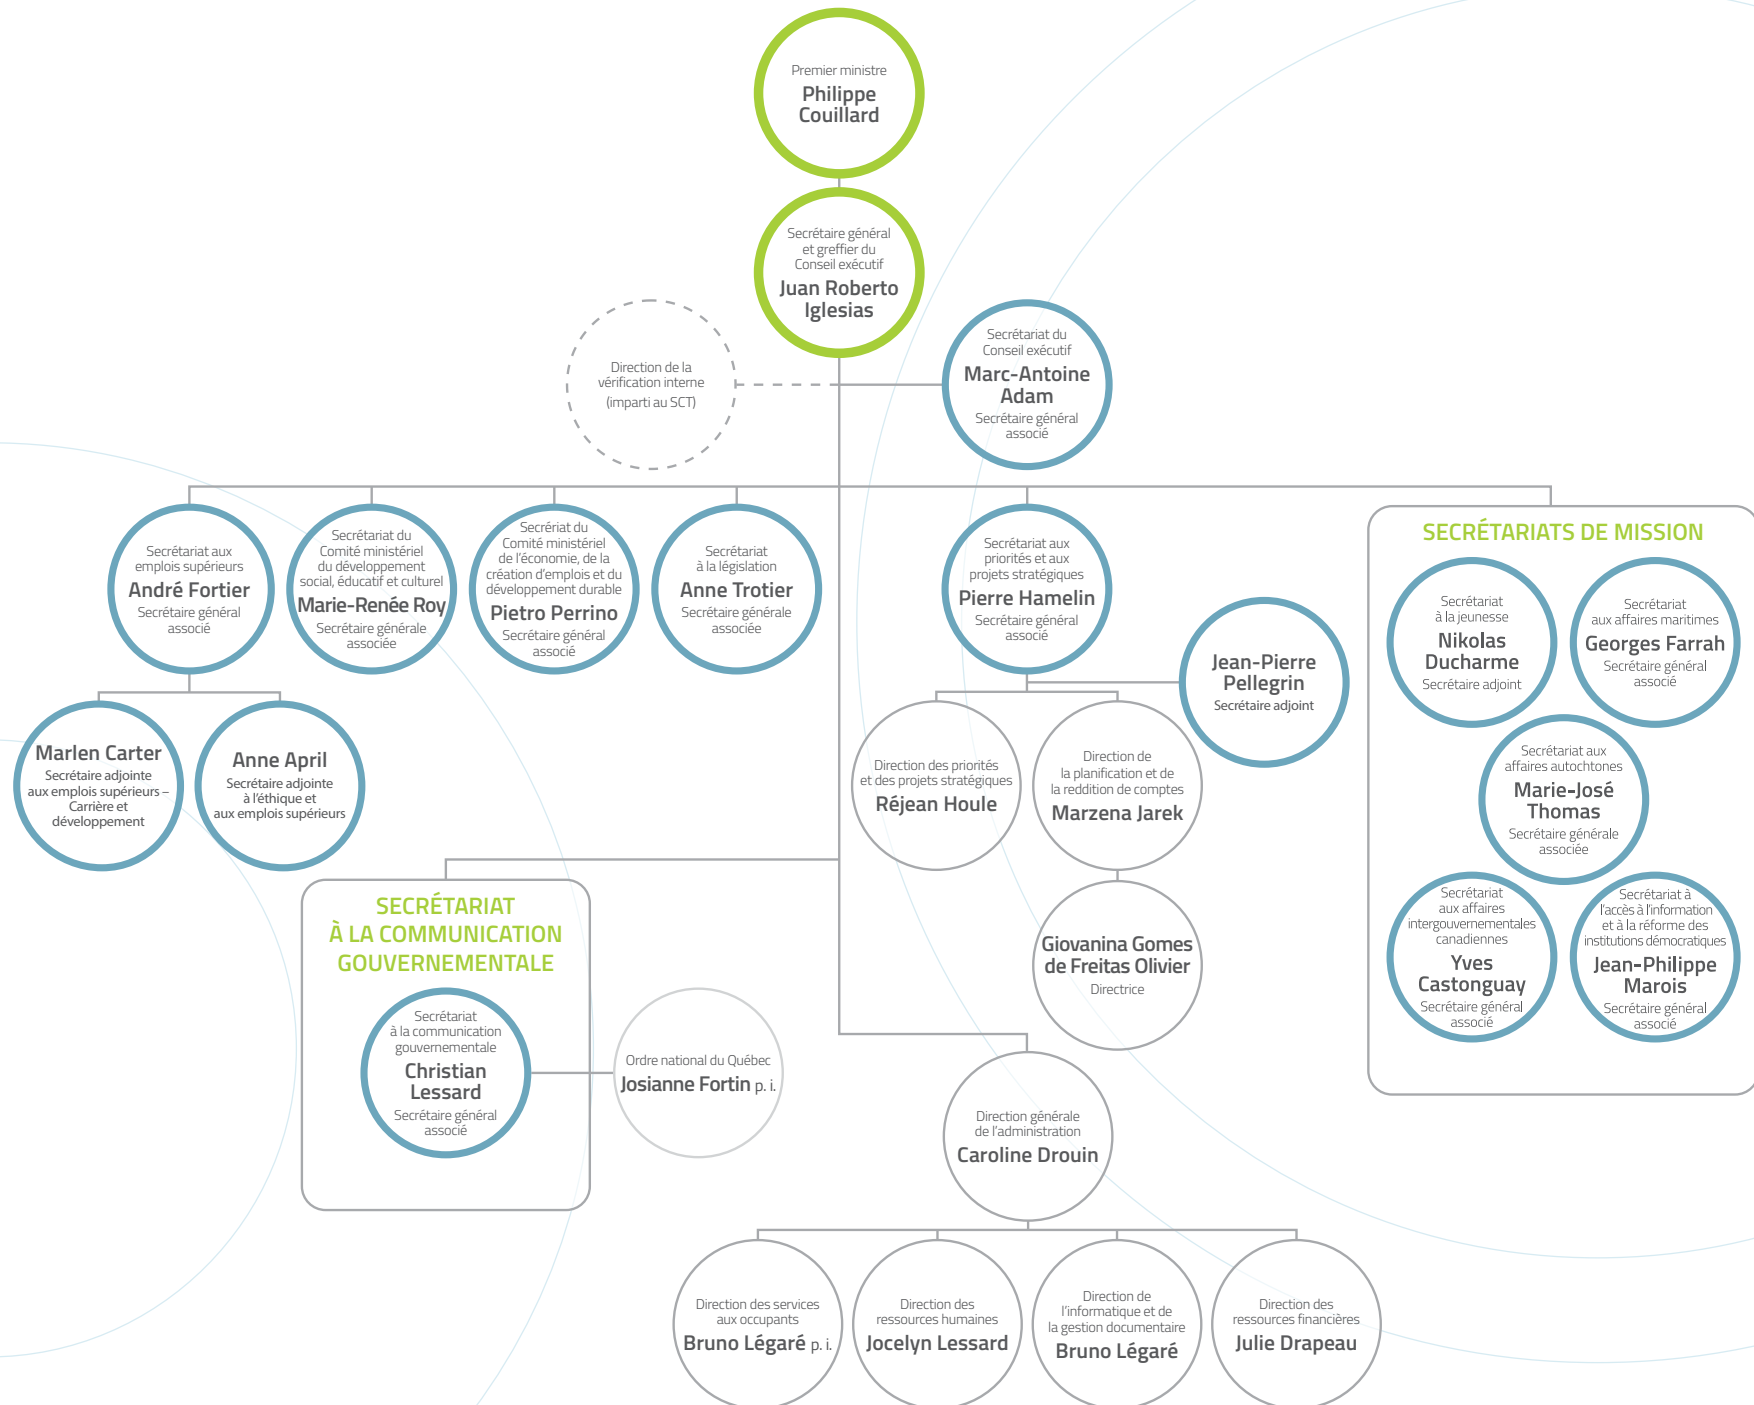 Premier ministre
Philippe
Couillard
Secrétaire général
et greffier du
Conseil exécutif
Juan Roberto
Iglesias
Direction de la
vérification interne
(imparti au SCT)
Secrétariat du
Conseil exécutif
Marc-Antoine
Adam
Secrétaire général
associé
Secrétariat aux
emplois supérieurs
André Fortier
Secrétaire général
associé
Secrétariat du
Comité ministériel
du développement
social, éducatif et culturel
Marie-Renée Roy
Secrétaire générale
associée
Secrériat du
Comité ministériel
de l'économie, de la
création d'emplois et du
développement durable
Pietro Perrino
Secrétaire général
associé
Secrétariat
à la législation
Anne Trotier
Secrétaire générale
associée
Secrétariat aux
priorités et aux
projets stratégiques
Pierre Hamelin
Secrétaire général
associé
Jean-Pierre
Pellegrin
Secrétaire adjoint
SECRÉTARIATS DE MISSION
Secrétariat
à la jeunesse
Nikolas
Ducharme
Secrétaire adjoint
Secrétariat
aux affaires maritimes
Georges Farrah
Secrétaire général
associé
Secrétariat aux
affaires autochtones
Marie-José
Thomas
Secrétaire générale
associée
Secrétariat
aux affaires
intergouvernementales
canadiennes
Yves
Castonguay
Secrétaire général
associé
Secrétariat à
l'accès à l'information
et à la réforme des
institutions démocratiques
Jean-Philippe
Marois
Secrétaire général
associé
Marlen Carter
Secrétaire adjointe
aux emplois supérieurs –
Carrière et
développement
Anne April
Secrétaire adjointe
à l'éthique et
aux emplois supérieurs
Direction des priorités
et des projets stratégiques
Réjean Houle
Direction de
la planification et de
la reddition de comptes
Marzena Jarek
Giovanina Gomes
de Freitas Olivier
Directrice
SECRÉTARIAT
À LA COMMUNICATION
GOUVERNEMENTALE
Secrétariat
à la communication
gouvernementale
Christian
Lessard
Secrétaire général
associé
Ordre national du Québec
Josianne Fortin p. i.
Direction générale
de l'administration
Caroline Drouin
Direction des services
aux occupants
Bruno Légaré p. i.
Direction des
ressources humaines
Jocelyn Lessard
Direction de
l'informatique et de
la gestion documentaire
Bruno Légaré
Direction des
ressources financières
Julie Drapeau